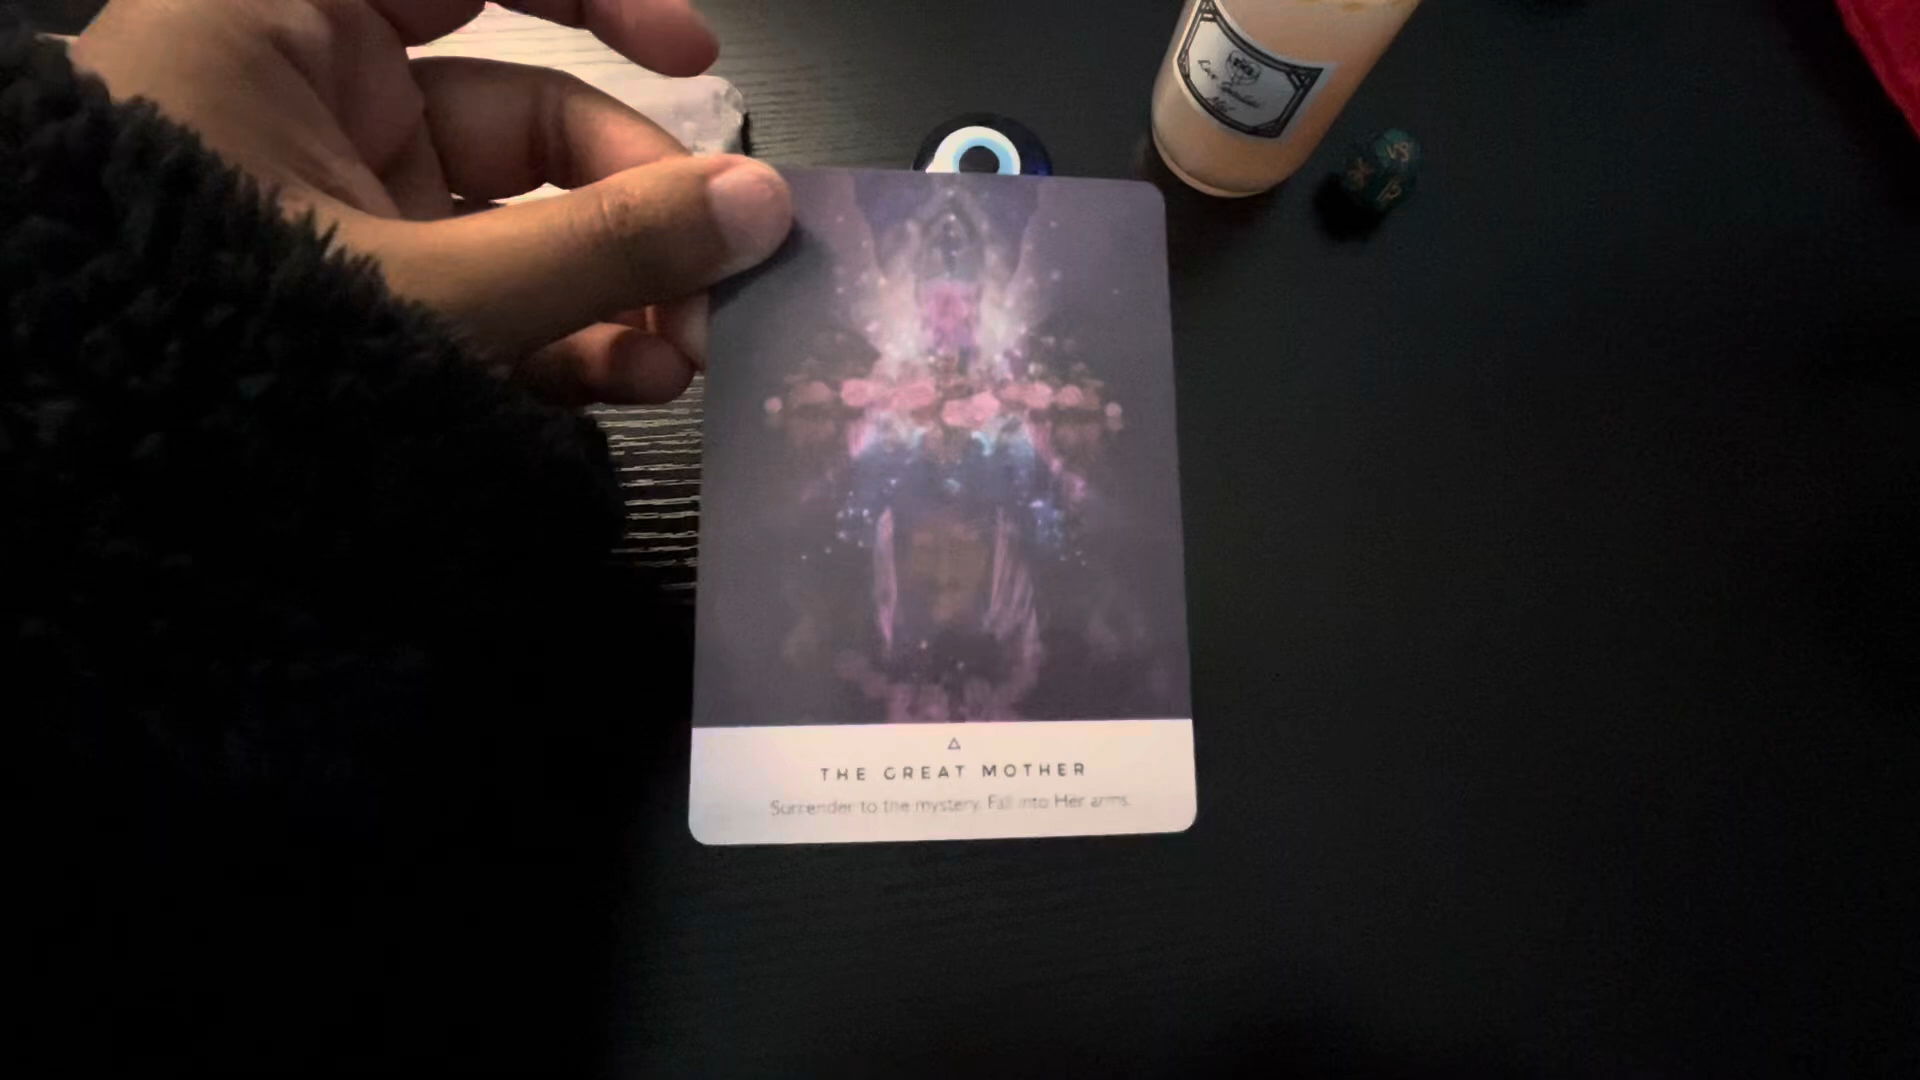 THE GREAT MOTHER
Surrender to the mystery. Fall into Her arms.